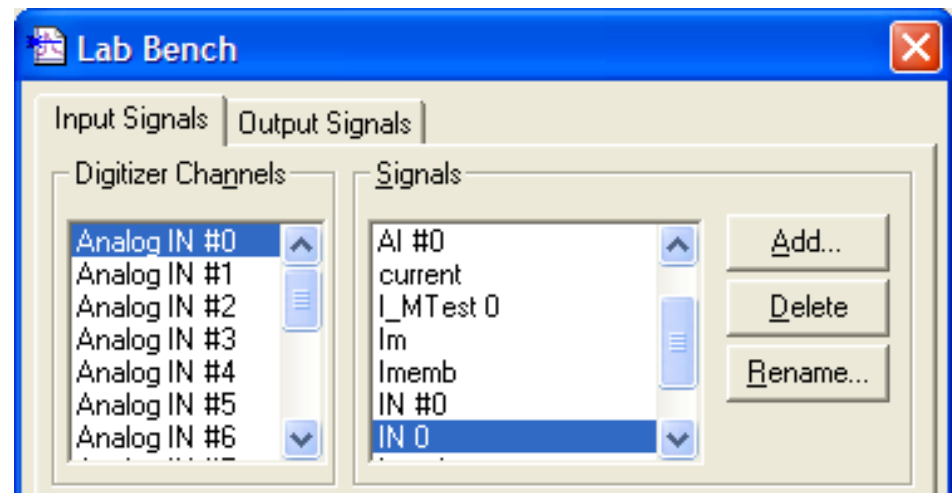 Lab Bench
Input Signals
Output Signals
Digitizer Channels
Analog IN #0
Analog IN #1
Analog IN #2
Analog IN #3
Analog IN #4
Analog IN #5
Analog IN #6
Signals
AI #0
current
I_MTest 0
Im
Imemb
IN #0
IN 0
Add...
Delete
Rename...